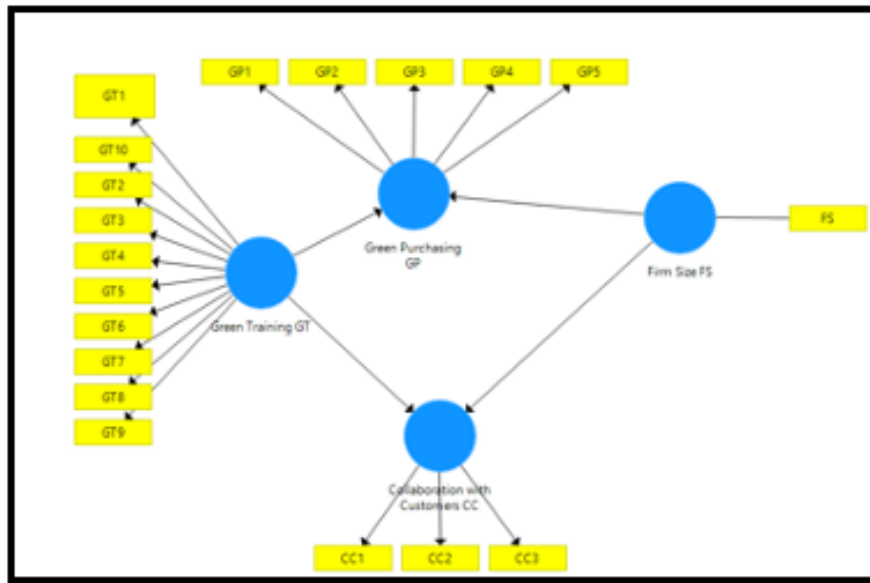 GP1 GP2 GP3 GP4 GP5
GT1
GT10
GT2
GT3
GT4
GT5
GT6
GT7
GT8
GT9
Green Purchasing
GP
Green Training GT
Firm Size FS
FS
Collaboration with
Customers CC
CC1 CC2 CC3